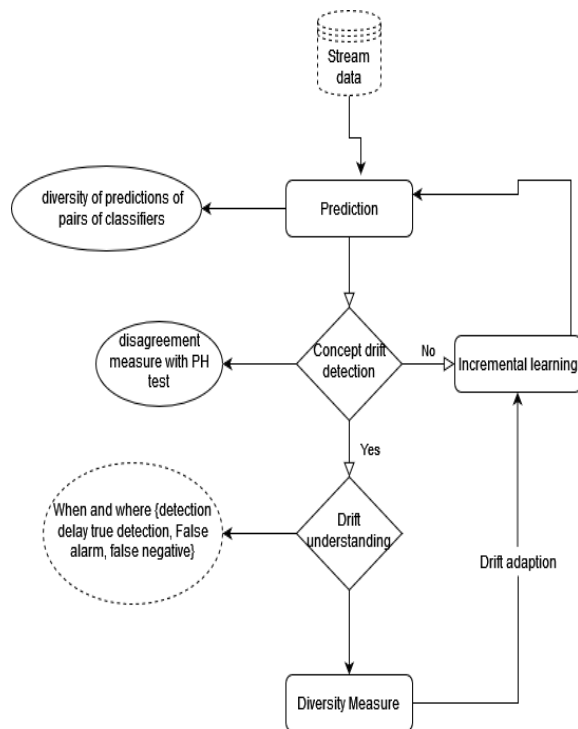 Stream
data
diversity of predictions of
pairs of classifiers
Prediction
disagreement
measure with PH
test
Concept drift
detection
No
Incremental learning
Yes
When and where {detection
delay true detection, False
alarm, false negative}
Drift
understanding
Drift adaption
Diversity Measure